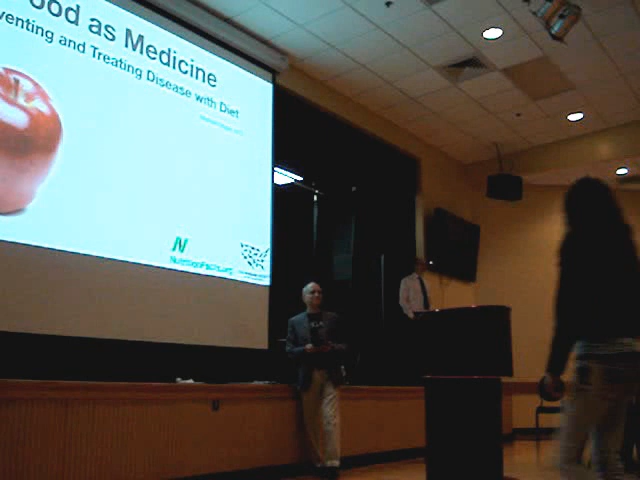 ood as Medicine
venting and Treating Disease with Diet
NutritionFacts.org